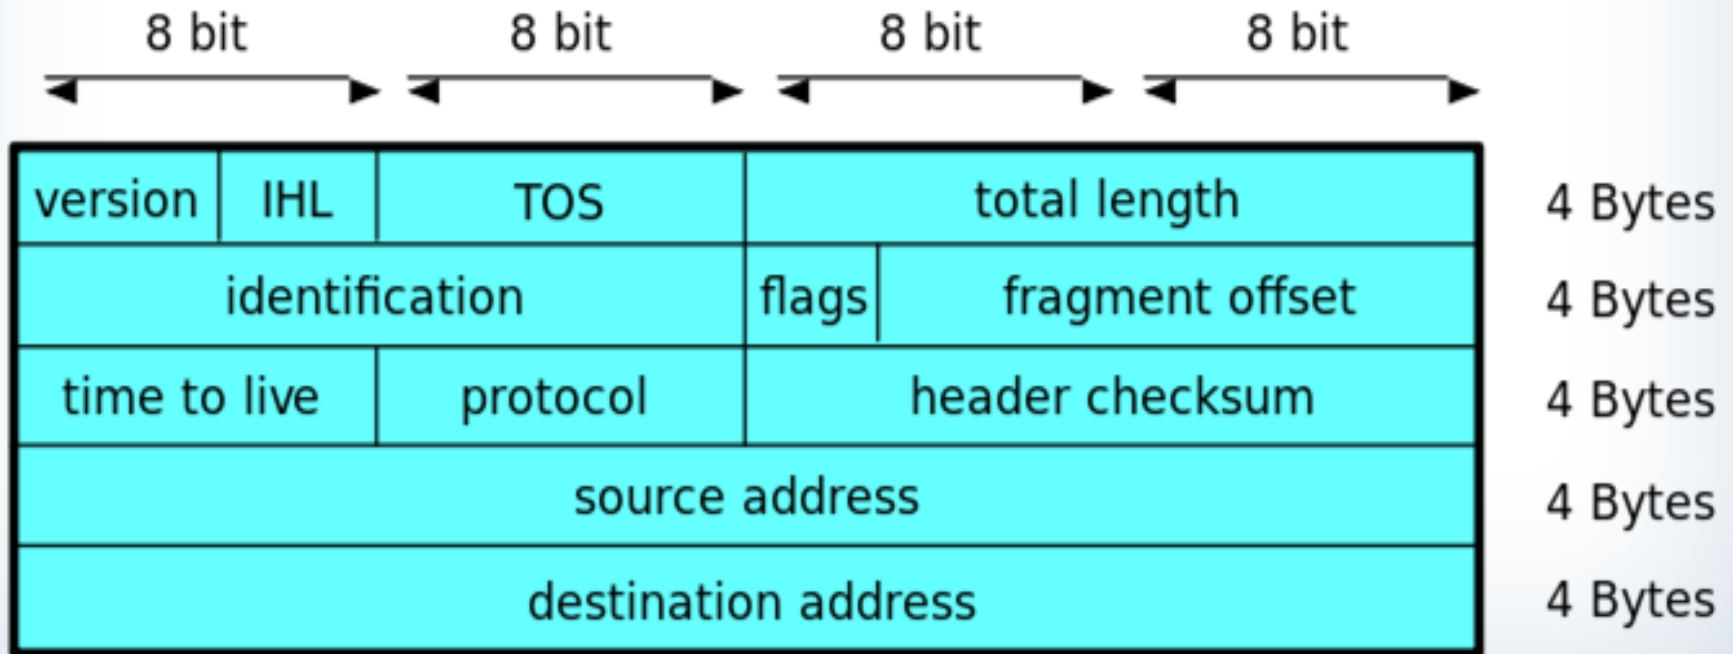 8 bit 8 bit 8 bit 8 bit
version IHL TOS total length 4 Bytes
identification flags fragment offset 4 Bytes
time to live protocol header checksum 4 Bytes
source address 4 Bytes
destination address 4 Bytes